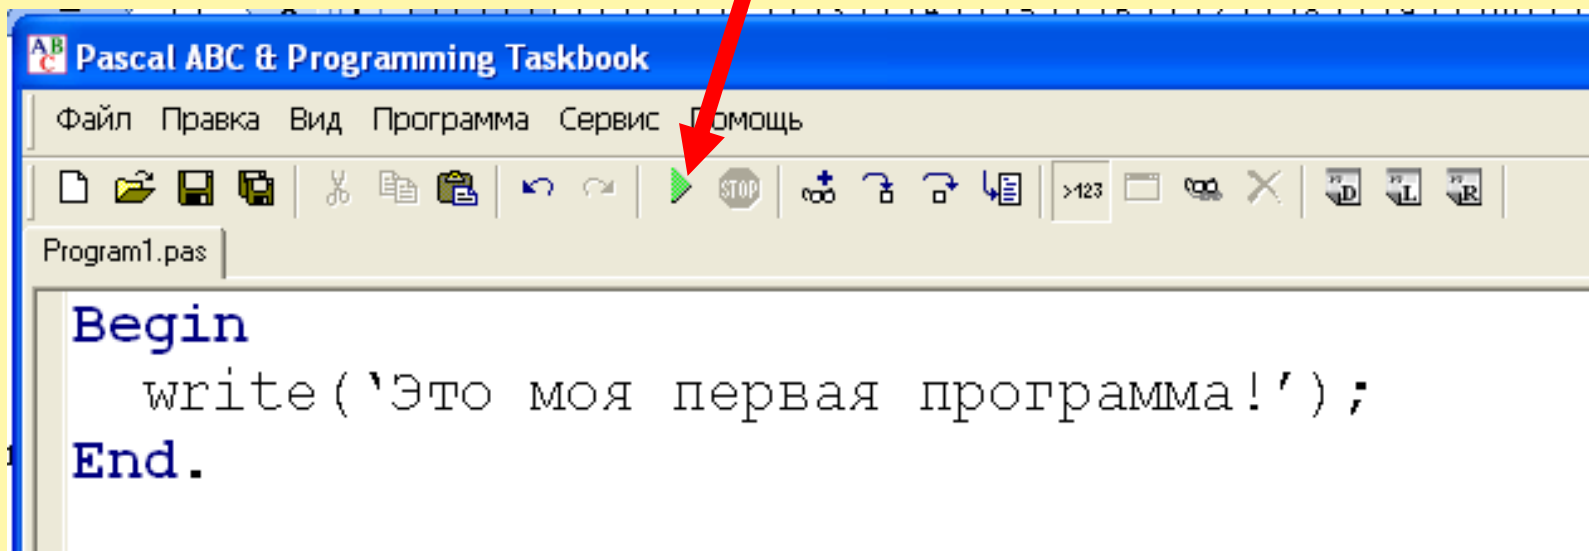 Pascal ABC & Programming Taskbook
Файл Правка Вид Программа Сервис Помощь
STOP >123 D L R
Program1.pas
Begin
write(‘Это моя первая программа!’);
End.